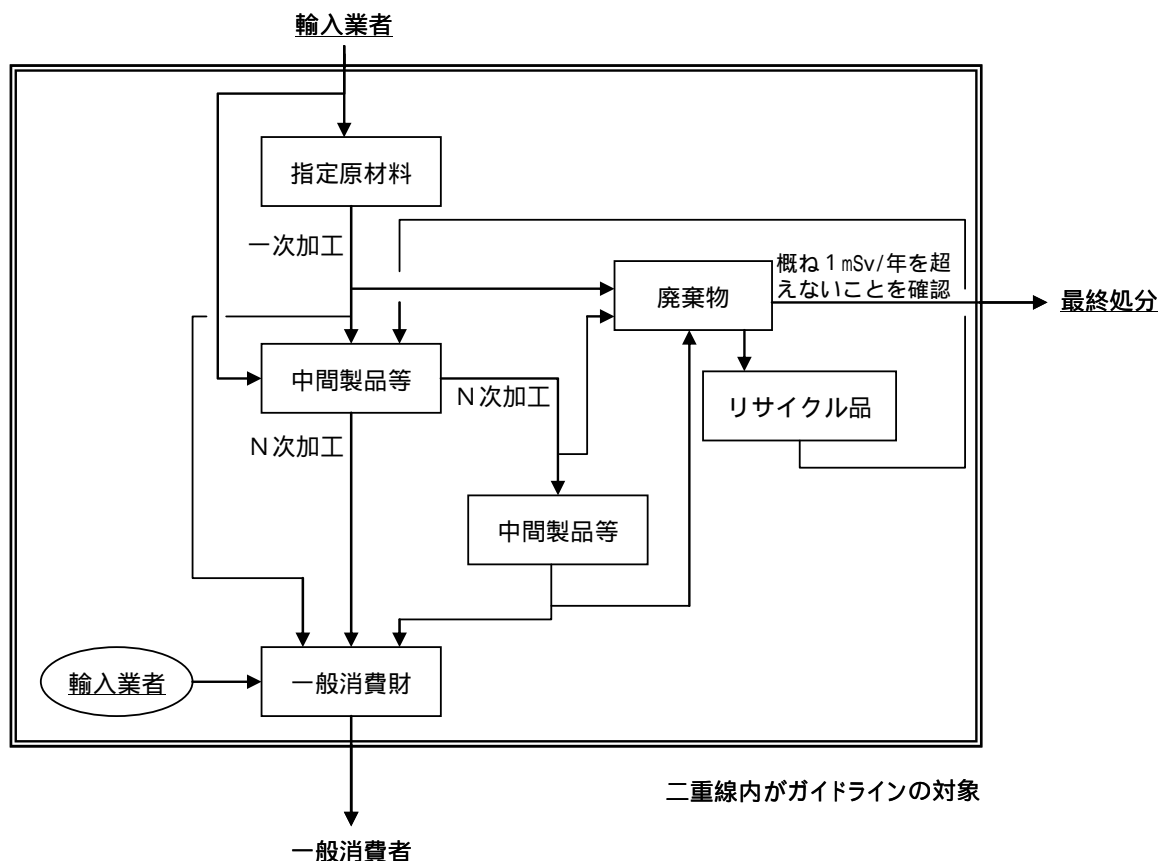 輸入業者
指定原材料
一次加工
概ね１mSv/年を超
えないことを確認
廃棄物
最終処分
中間製品等
Ｎ次加工
リサイクル品
Ｎ次加工
中間製品等
輸入業者
一般消費財
二重線内がガイドラインの対象
一般消費者